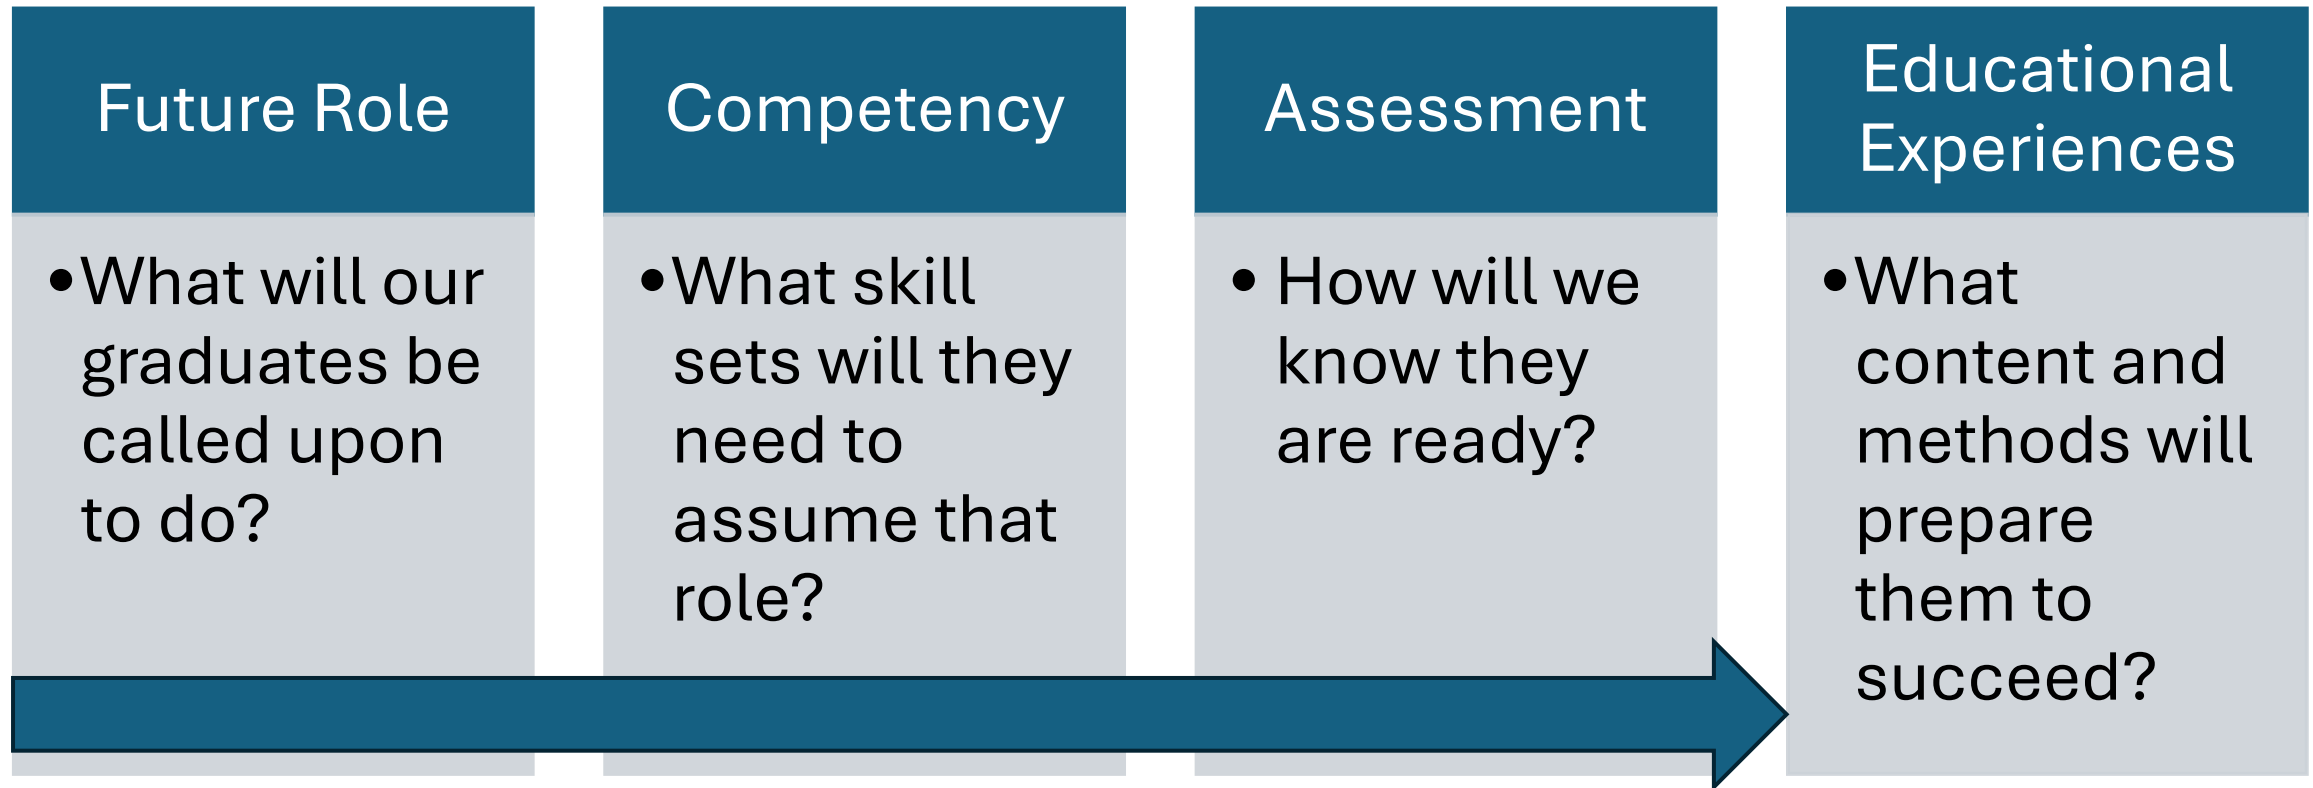 Future Role
•What will our
graduates be
called upon
to do?
Competency
•What skill
sets will they
need to
assume that
role?
Assessment
• How will we
know they
are ready?
Educational
Experiences
•What
content and
methods will
prepare
them to
succeed?